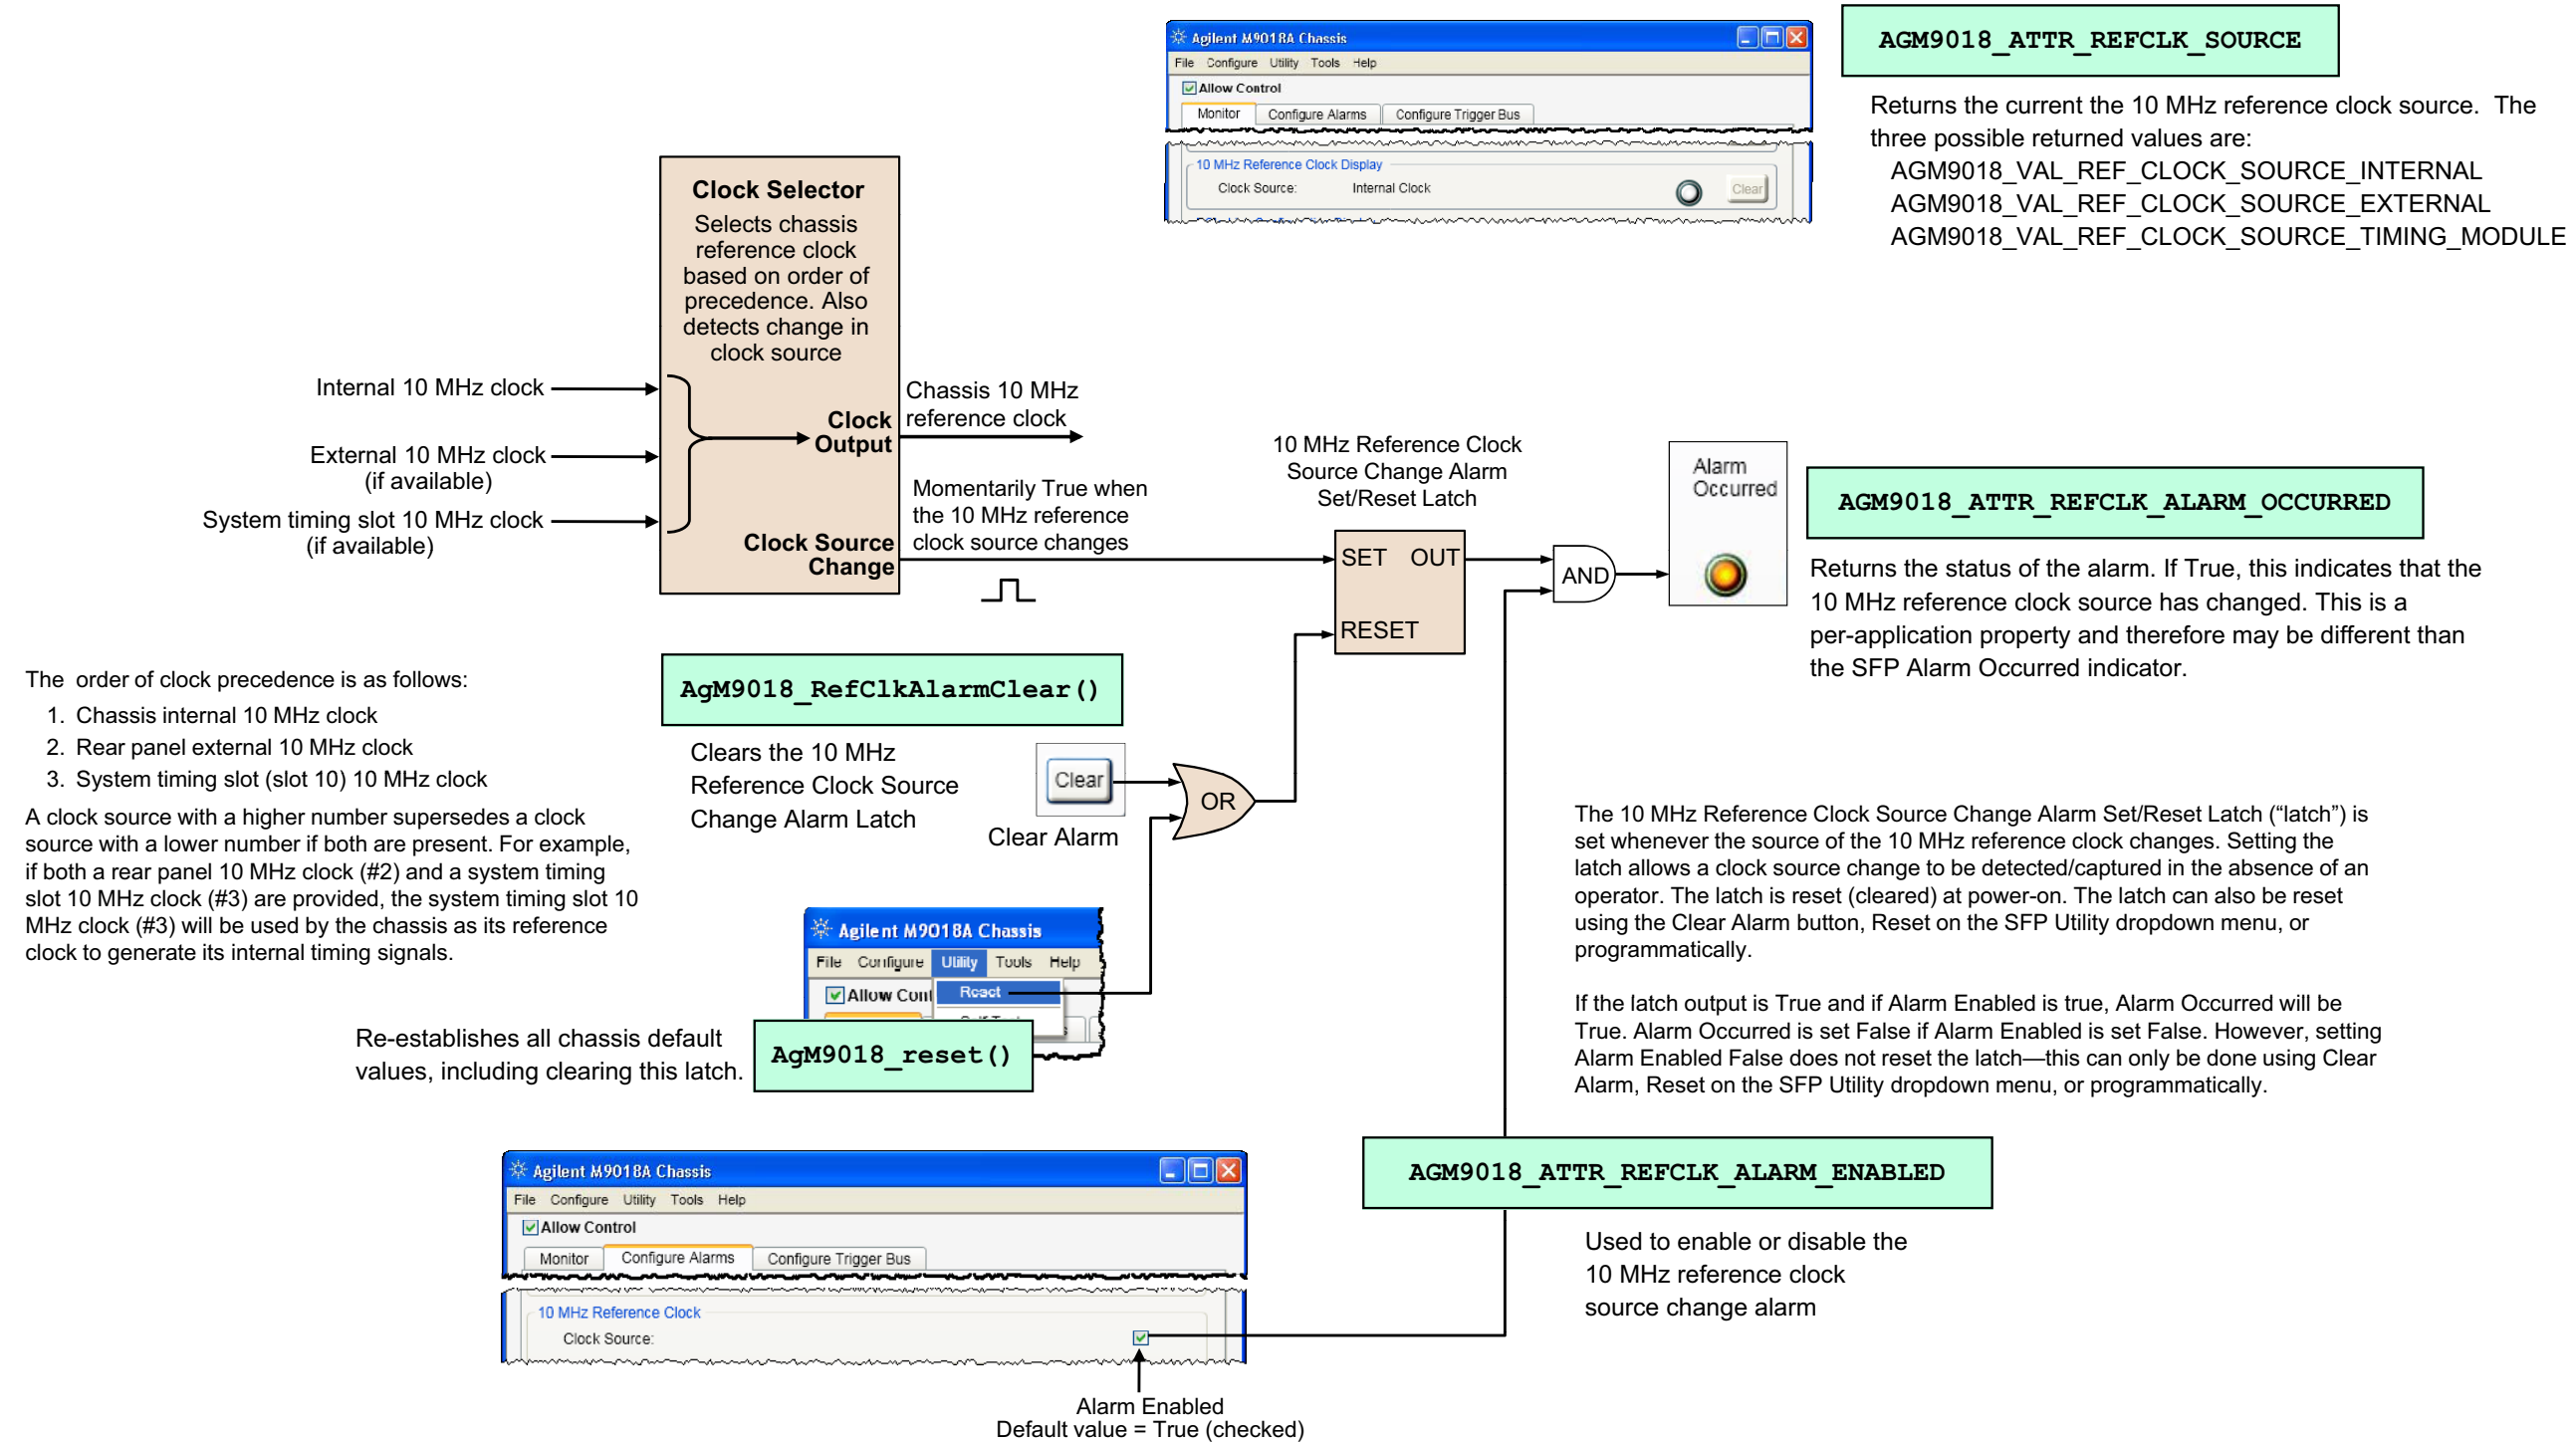 Agilent M9018A Chassis
File Configure Utility Tools Help
Allow Control
Monitor Configure Alarms Configure Trigger Bus
10 MHz Reference Clock Display
Clock Source: Internal Clock Clear
AGM9018_ATTR_REFCLK_SOURCE
Returns the current the 10 MHz reference clock source. The
three possible returned values are:
AGM9018_VAL_REF_CLOCK_SOURCE_INTERNAL
AGM9018_VAL_REF_CLOCK_SOURCE_EXTERNAL
AGM9018_VAL_REF_CLOCK_SOURCE_TIMING_MODULE
Clock Selector
Selects chassis
reference clock
based on order of
precedence. Also
detects change in
clock source
Internal 10 MHz clock
External 10 MHz clock
(if available)
System timing slot 10 MHz clock
(if available)
Clock
Output
Clock Source
Change
Chassis 10 MHz
reference clock
Momentarily True when
the 10 MHz reference
clock source changes
10 MHz Reference Clock
Source Change Alarm
Set/Reset Latch
SET OUT
RESET
AND
Alarm
Occurred
AGM9018_ATTR_REFCLK_ALARM_OCCURRED
Returns the status of the alarm. If True, this indicates that the
10 MHz reference clock source has changed. This is a
per-application property and therefore may be different than
the SFP Alarm Occurred indicator.
The order of clock precedence is as follows:
1. Chassis internal 10 MHz clock
2. Rear panel external 10 MHz clock
3. System timing slot (slot 10) 10 MHz clock
A clock source with a higher number supersedes a clock
source with a lower number if both are present. For example,
if both a rear panel 10 MHz clock (#2) and a system timing
slot 10 MHz clock (#3) are provided, the system timing slot 10
MHz clock (#3) will be used by the chassis as its reference
clock to generate its internal timing signals.
AgM9018_RefClkAlarmClear()
Clears the 10 MHz
Reference Clock Source
Change Alarm Latch
Clear
Clear Alarm
OR
Agilent M9018A Chassis
File Configure Utility Tools Help
Allow Cont Reset
Re-establishes all chassis default
values, including clearing this latch.
AgM9018_reset()
The 10 MHz Reference Clock Source Change Alarm Set/Reset Latch (“latch”) is
set whenever the source of the 10 MHz reference clock changes. Setting the
latch allows a clock source change to be detected/captured in the absence of an
operator. The latch is reset (cleared) at power-on. The latch can also be reset
using the Clear Alarm button, Reset on the SFP Utility dropdown menu, or
programmatically.
If the latch output is True and if Alarm Enabled is true, Alarm Occurred will be
True. Alarm Occurred is set False if Alarm Enabled is set False. However, setting
Alarm Enabled False does not reset the latch—this can only be done using Clear
Alarm, Reset on the SFP Utility dropdown menu, or programmatically.
AGM9018_ATTR_REFCLK_ALARM_ENABLED
Used to enable or disable the
10 MHz reference clock
source change alarm
Agilent M9018A Chassis
File Configure Utility Tools Help
Allow Control
Monitor Configure Alarms Configure Trigger Bus
10 MHz Reference Clock
Clock Source:
Alarm Enabled
Default value = True (checked)